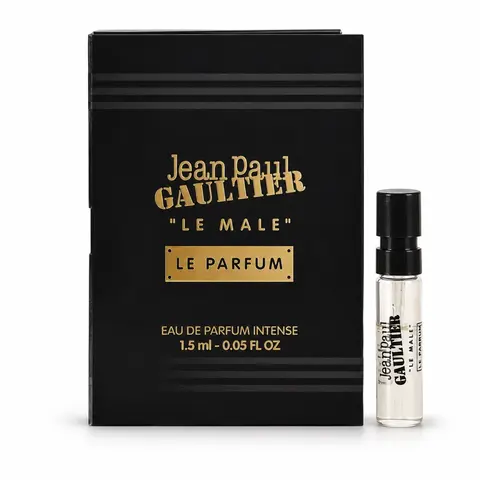 Jean Paul
GAULTIER
"LE MALE"
LE PARFUM
EAU DE PARFUM INTENSE
1.5 ml - 0.05 FL OZ
Jean Paul
GAULTIER
"LE MALE"
LE PARFUM